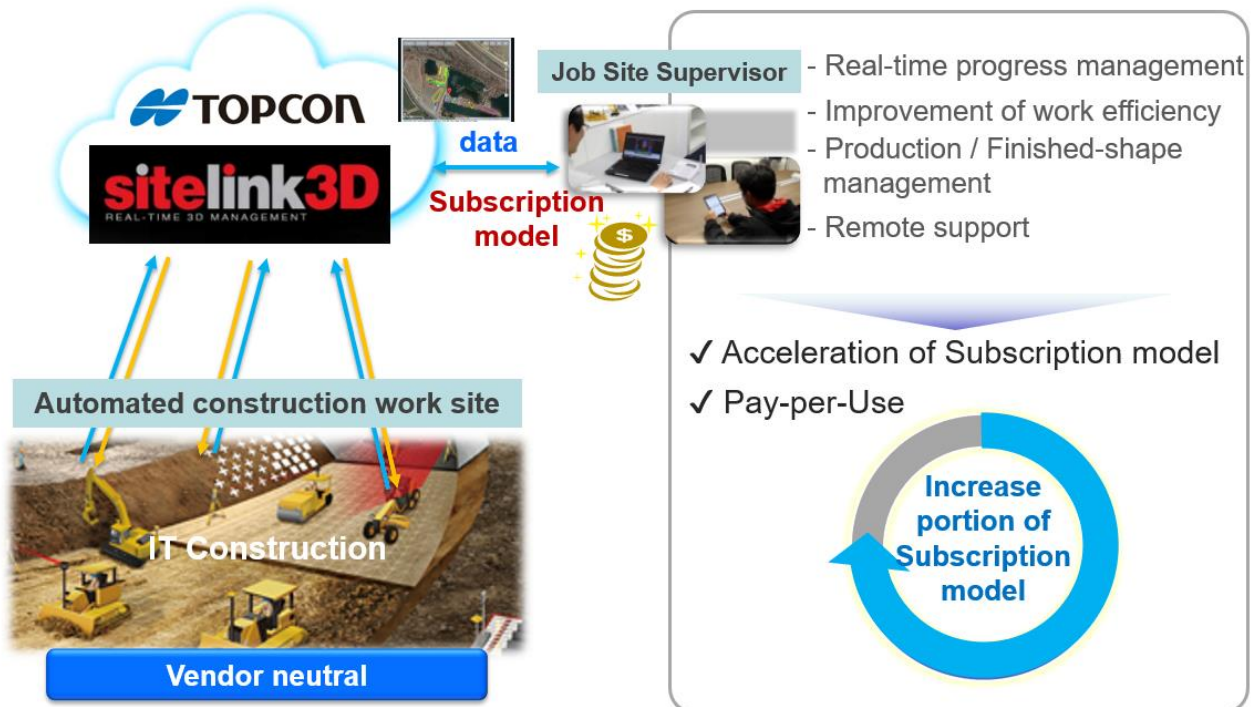 TOPCON
sitelink3D
REAL-TIME 3D MANAGEMENT
data
Subscription
model
$
Job Site Supervisor
- Real-time progress management
- Improvement of work efficiency
- Production / Finished-shape
management
- Remote support
✓ Acceleration of Subscription model
✓ Pay-per-Use
Increase
portion of
Subscription
model
Automated construction work site
IT Construction
Vendor neutral